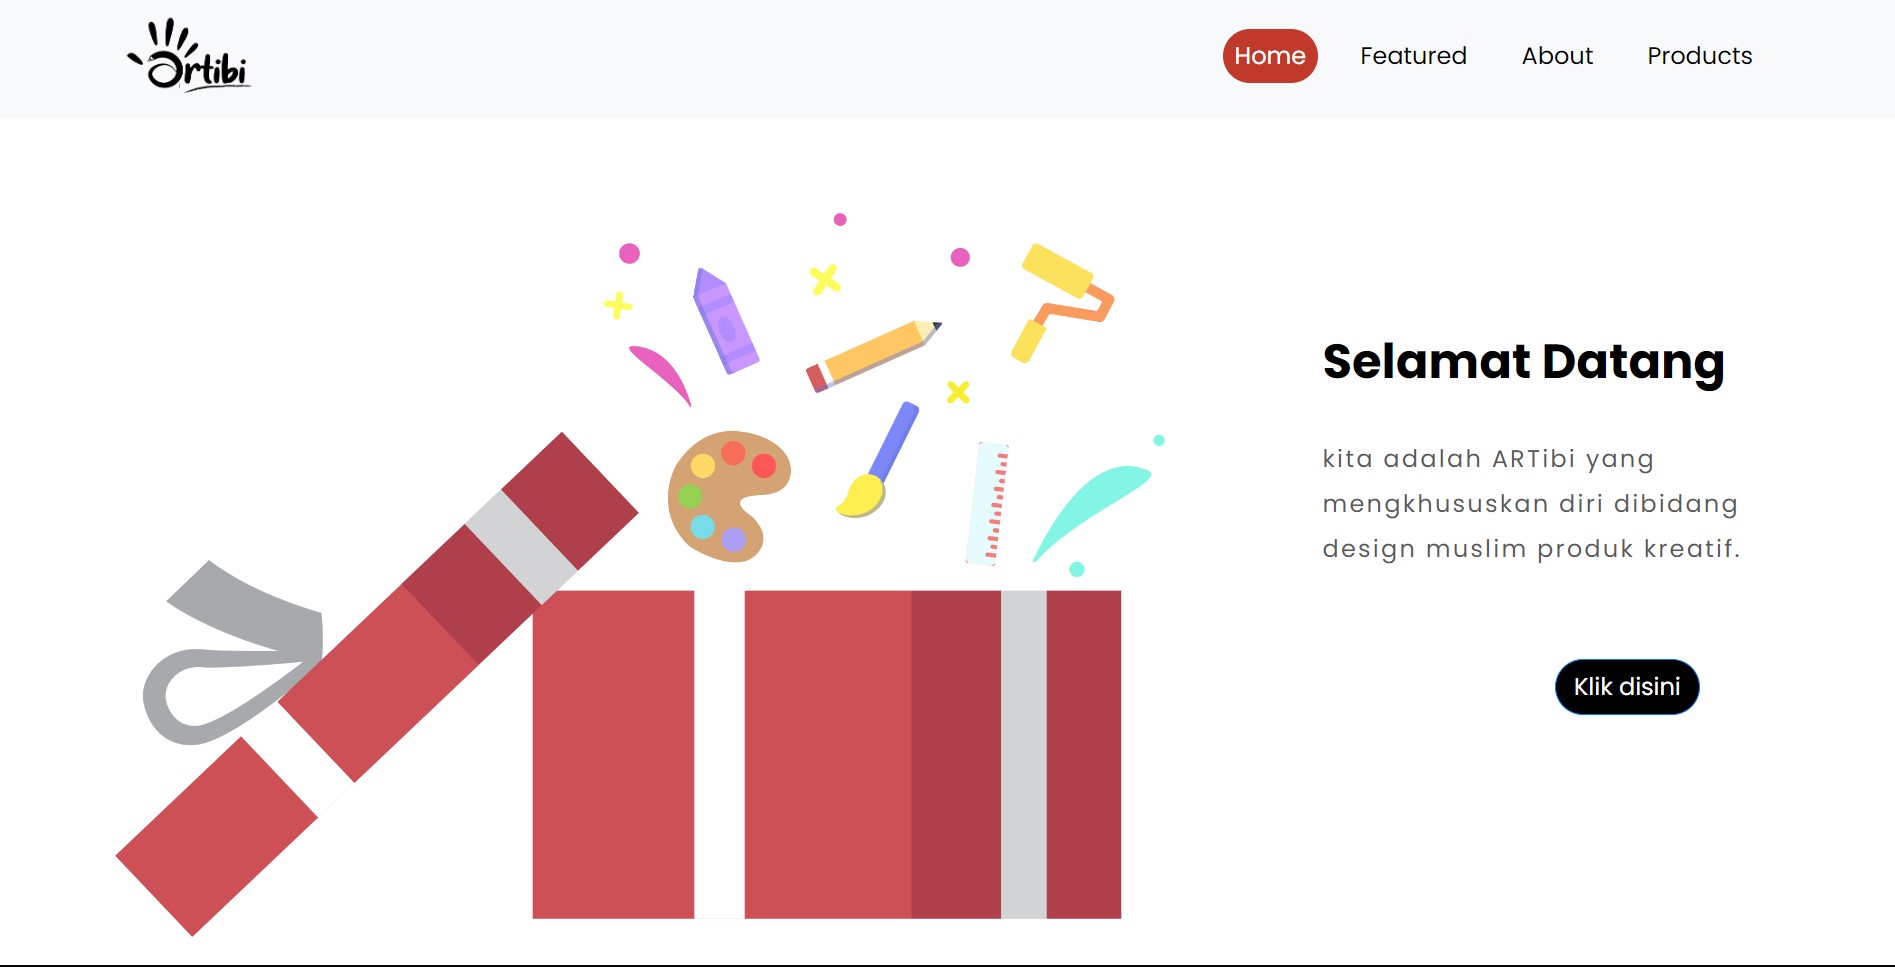 Artibi
Home Featured About Products
Selamat Datang
kita adalah ARTibi yang
mengkhususkan diri dibidang
design muslim produk kreatif.
Klik disini